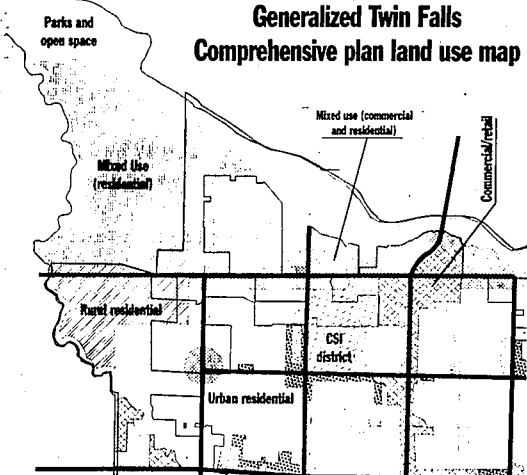 Generalized Twin Falls
Comprehensive plan land use map
Parks and
open space
Mixed use (commercial
and residential)
Commercial/retail
Mixed Use
(residential)
Rural residential
CSI
district
Urban residential